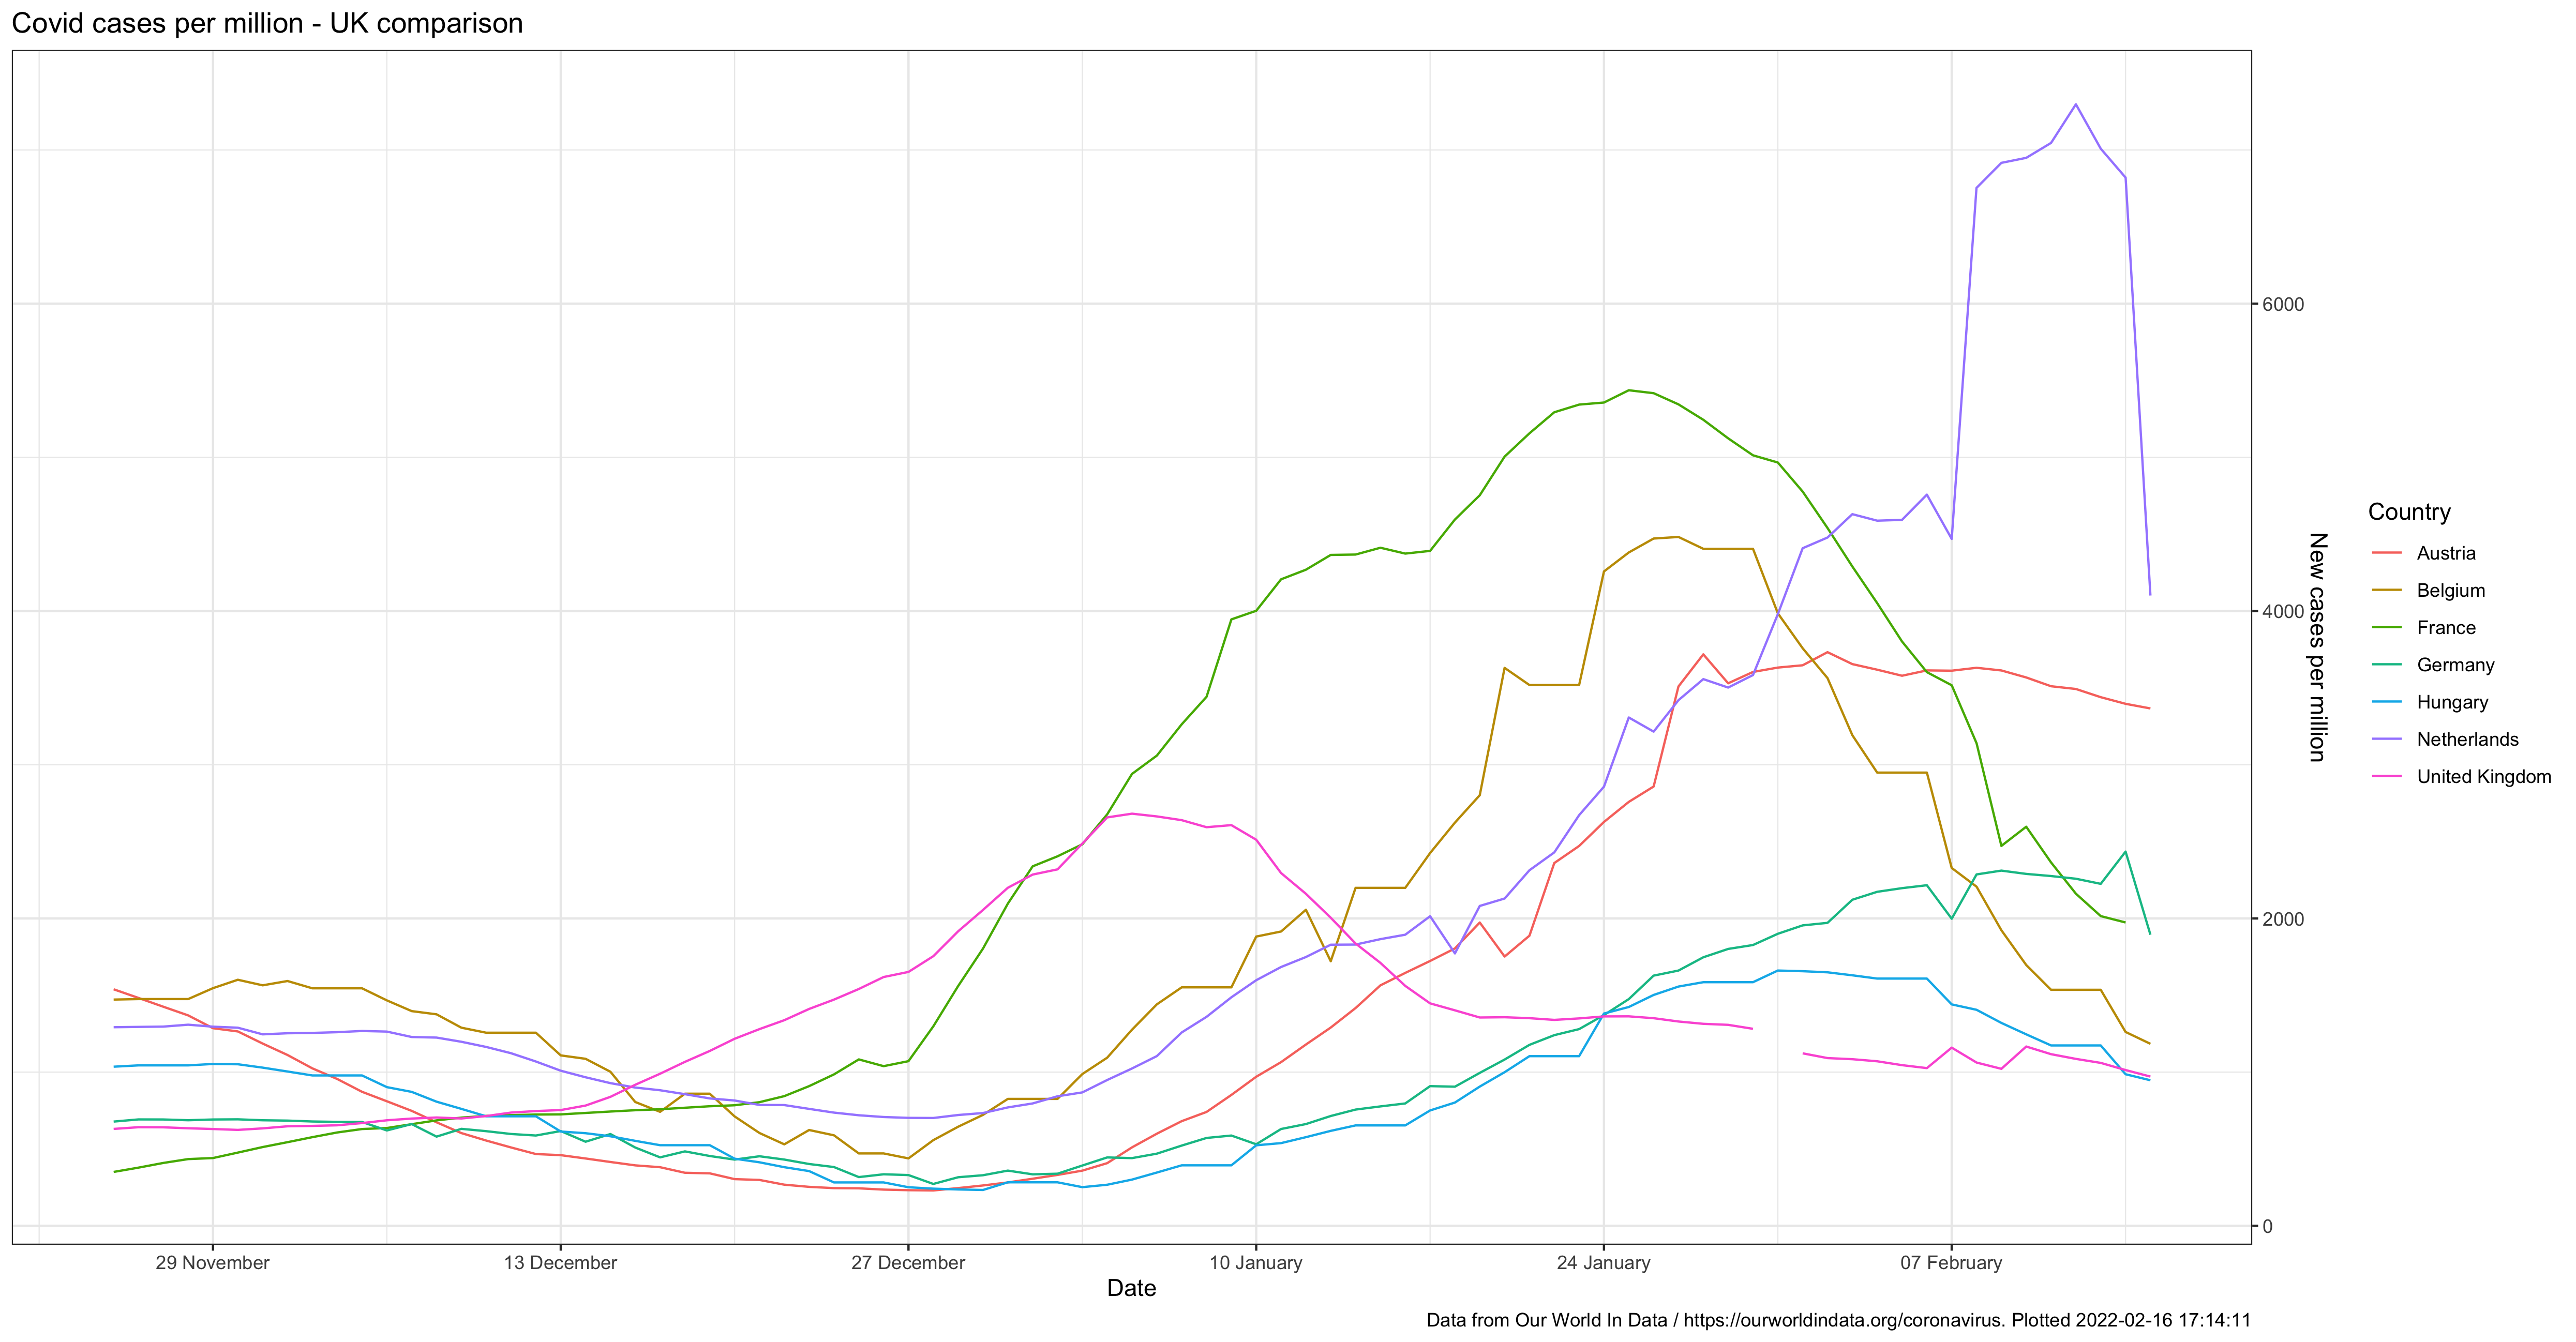 Covid cases per million - UK comparison
6000
4000
2000
0
New cases per million
29 November
13 December
27 December
10 January
24 January
07 February
Date
Country
Austria
Belgium
France
Germany
Hungary
Netherlands
United Kingdom
Data from Our World In Data / https://ourworldindata.org/coronavirus. Plotted 2022-02-16 17:14:11